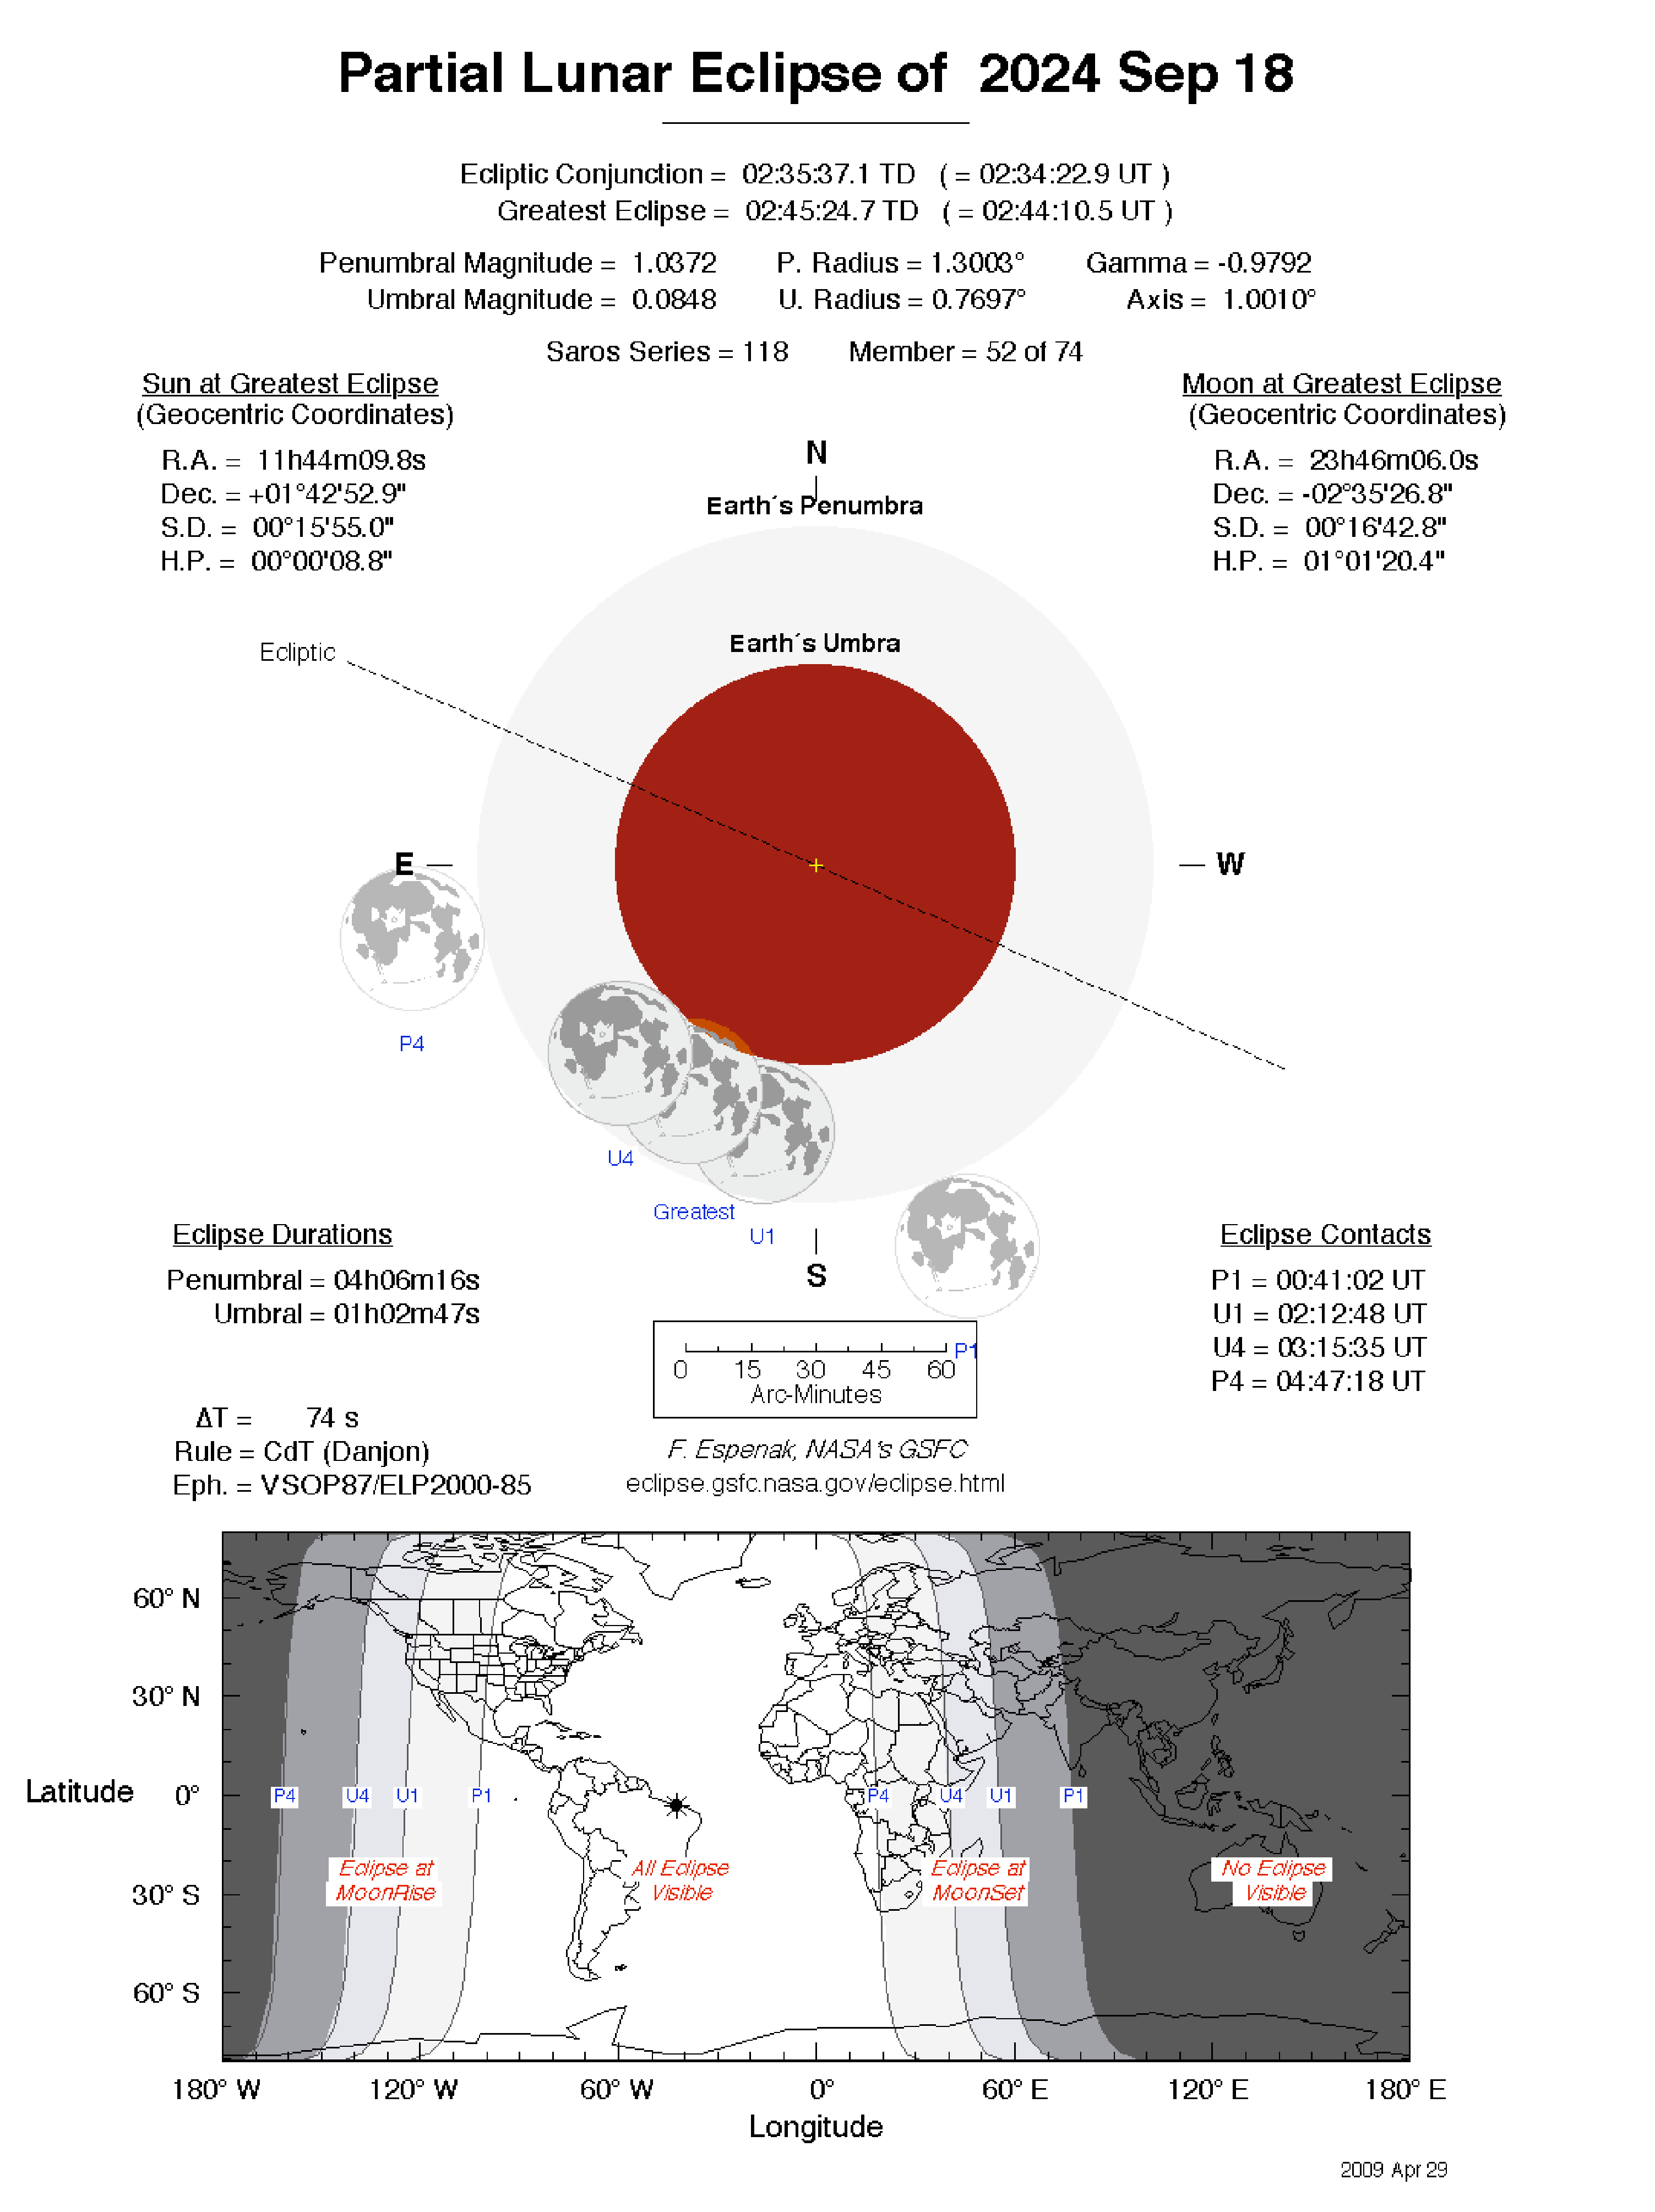 Partial Lunar Eclipse of 2024 Sep 18
Ecliptic Conjunction = 02:35:37.1 TD ( = 02:34:22.9 UT )
Greatest Eclipse = 02:45:24.7 TD ( = 02:44:10.5 UT )
Penumbral Magnitude = 1.0372 P. Radius = 1.3003° Gamma = -0.9792
Umbral Magnitude = 0.0848 U. Radius = 0.7697° Axis = 1.0010°
Saros Series = 118 Member = 52 of 74
Sun at Greatest Eclipse
(Geocentric Coordinates)
R.A. = 11h44m09.8s
Dec. = +01°42'52.9"
S.D. = 00°15'55.0"
H.P. = 00°00'08.8"
Moon at Greatest Eclipse
(Geocentric Coordinates)
R.A. = 23h46m06.0s
Dec. = -02°35'26.8"
S.D. = 00°16'42.8"
H.P. = 01°01'20.4"
N
Earth´s Penumbra
Earth´s Umbra
Ecliptic
E
W
P4
U4
Greatest
U1
S
P1
Eclipse Durations
Penumbral = 04h06m16s
Umbral = 01h02m47s
Eclipse Contacts
P1 = 00:41:02 UT
U1 = 02:12:48 UT
U4 = 03:15:35 UT
P4 = 04:47:18 UT
0 15 30 45 60
Arc-Minutes
ΔT = 74 s
Rule = CdT (Danjon)
Eph. = VSOP87/ELP2000-85
F. Espenak, NASA's GSFC
eclipse.gsfc.nasa.gov/eclipse.html
60° N
30° N
Latitude 0°
30° S
60° S
P4 U4 U1 P1 P4 U4 U1 P1
Eclipse at
MoonRise
All Eclipse
Visible
Eclipse at
MoonSet
No Eclipse
Visible
180° W 120° W 60° W 0° 60° E 120° E 180° E
Longitude
2009 Apr 29